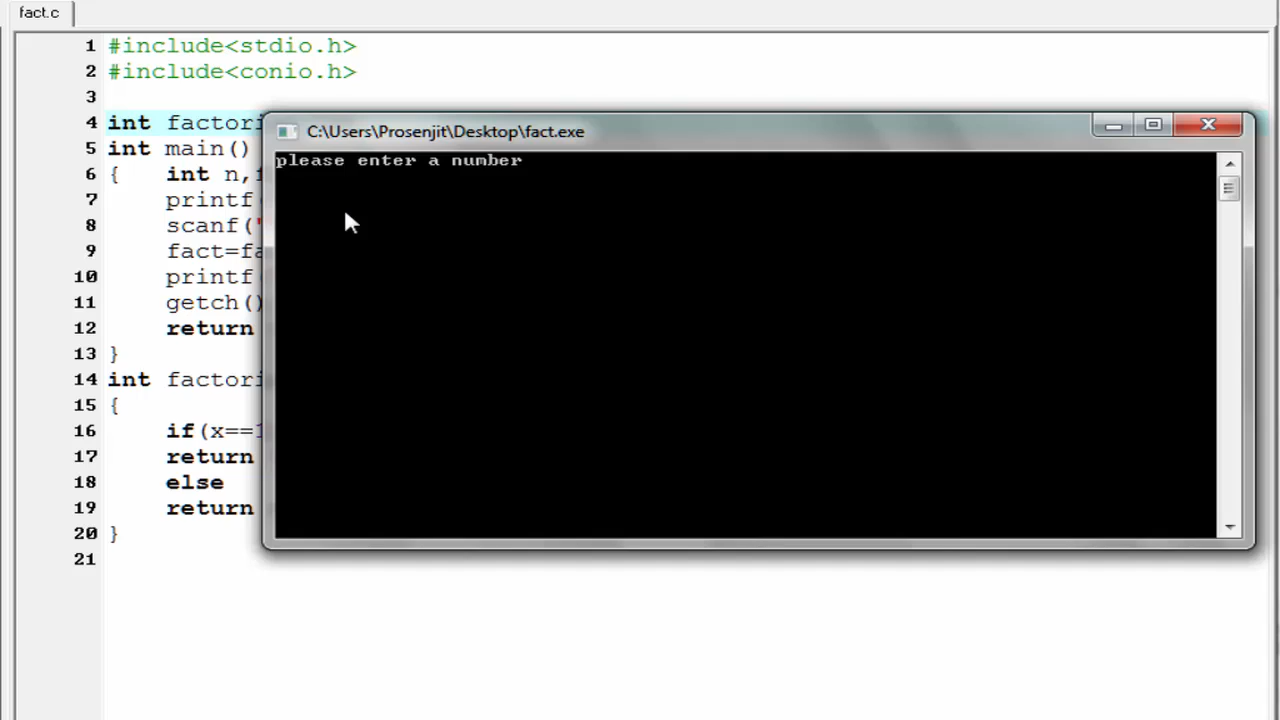 fact.c
1 #include<stdio.h>
2 #include<conio.h>
3
4 int factori
5 int main()
6 { int n,f
7 printf
8 scanf("
9 fact=fa
10 printf
11 getch()
12 return
13 }
14 int factori
15 {
16 if(x==1
17 return
18 else
19 return
20 }
21
C:\Users\Prosenjit\Desktop\fact.exe
please enter a number